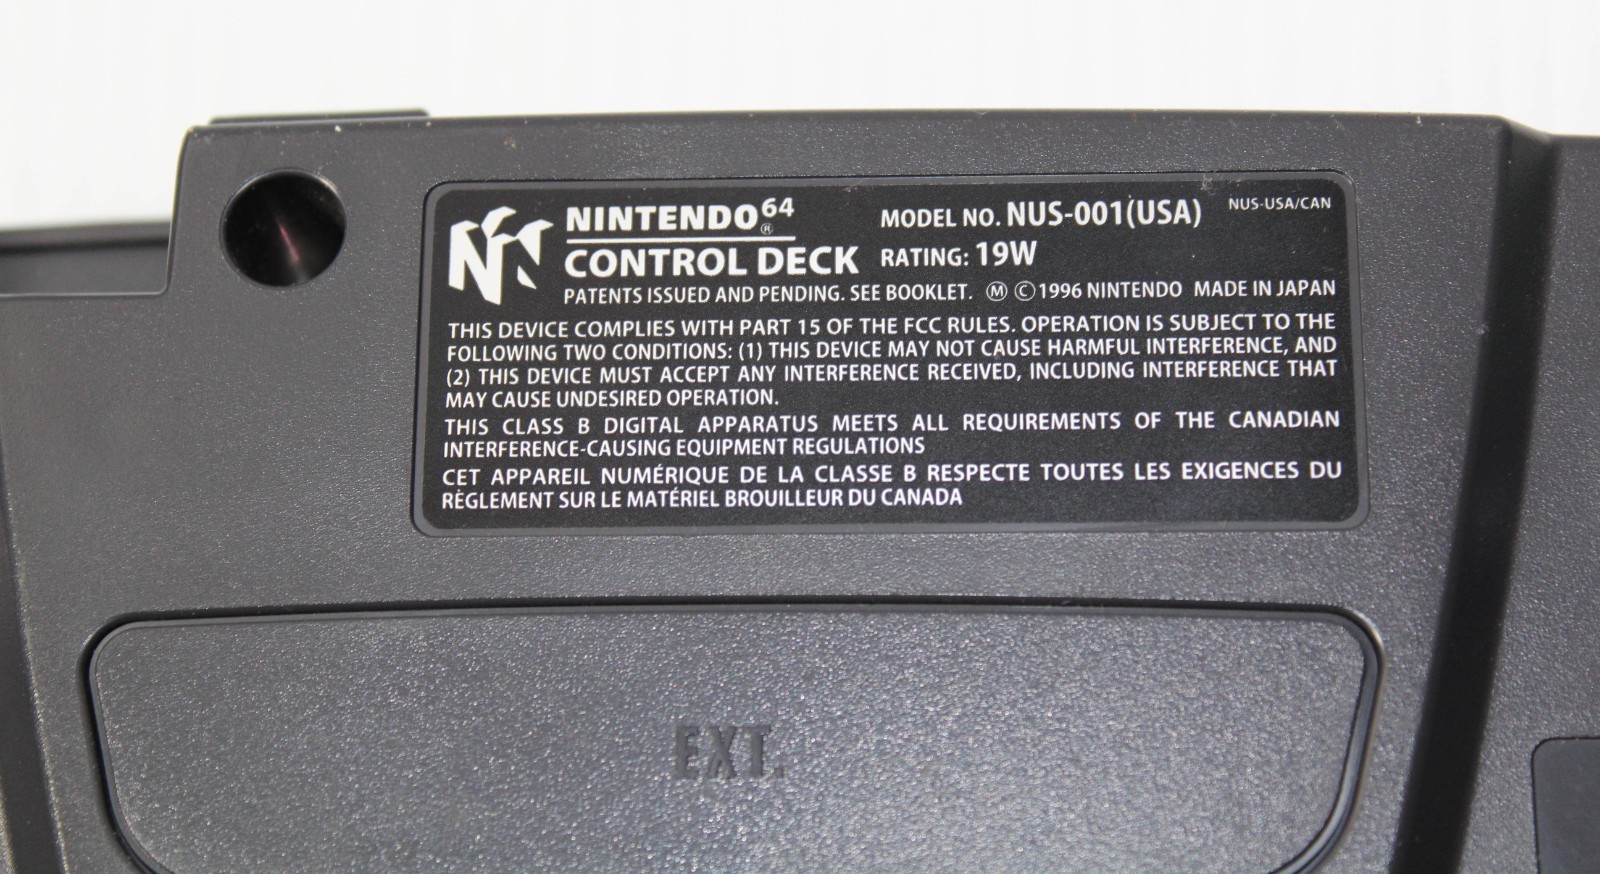 NINTENDO64 ®
CONTROL DECK
MODEL NO. NUS-001(USA)
NUS-USA/CAN
RATING: 19W
PATENTS ISSUED AND PENDING. SEE BOOKLET. Ⓜ ©1996 NINTENDO MADE IN JAPAN
THIS DEVICE COMPLIES WITH PART 15 OF THE FCC RULES. OPERATION IS SUBJECT TO THE
FOLLOWING TWO CONDITIONS: (1) THIS DEVICE MAY NOT CAUSE HARMFUL INTERFERENCE, AND
(2) THIS DEVICE MUST ACCEPT ANY INTERFERENCE RECEIVED, INCLUDING INTERFERENCE THAT
MAY CAUSE UNDESIRED OPERATION.
THIS CLASS B DIGITAL APPARATUS MEETS ALL REQUIREMENTS OF THE CANADIAN
INTERFERENCE-CAUSING EQUIPMENT REGULATIONS
CET APPAREIL NUMÉRIQUE DE LA CLASSE B RESPECTE TOUTES LES EXIGENCES DU
RÈGLEMENT SUR LE MATÉRIEL BROUILLEUR DU CANADA
EXT.